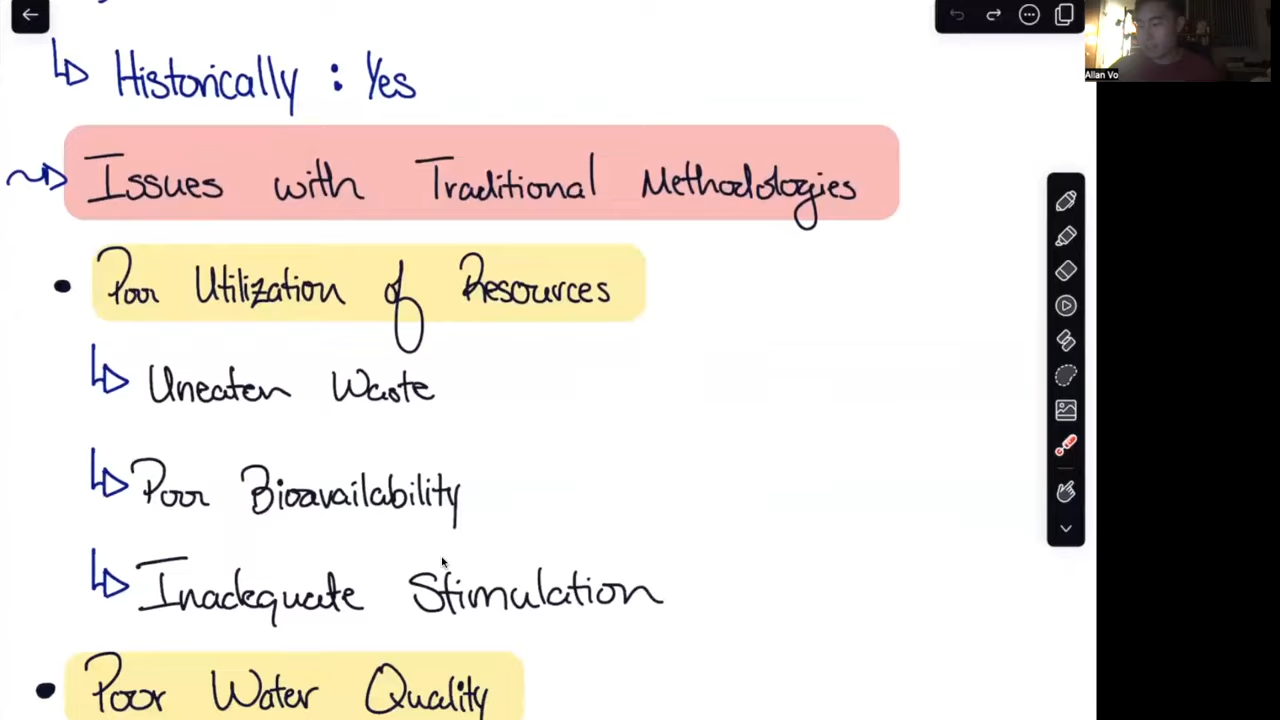 Historically : Yes
Issues with Traditional Methodologies
Poor Utilization of Resources
Uneaten Waste
Poor Bioavailability
Inadequate Stimulation
Poor Water Quality
Allan Vo